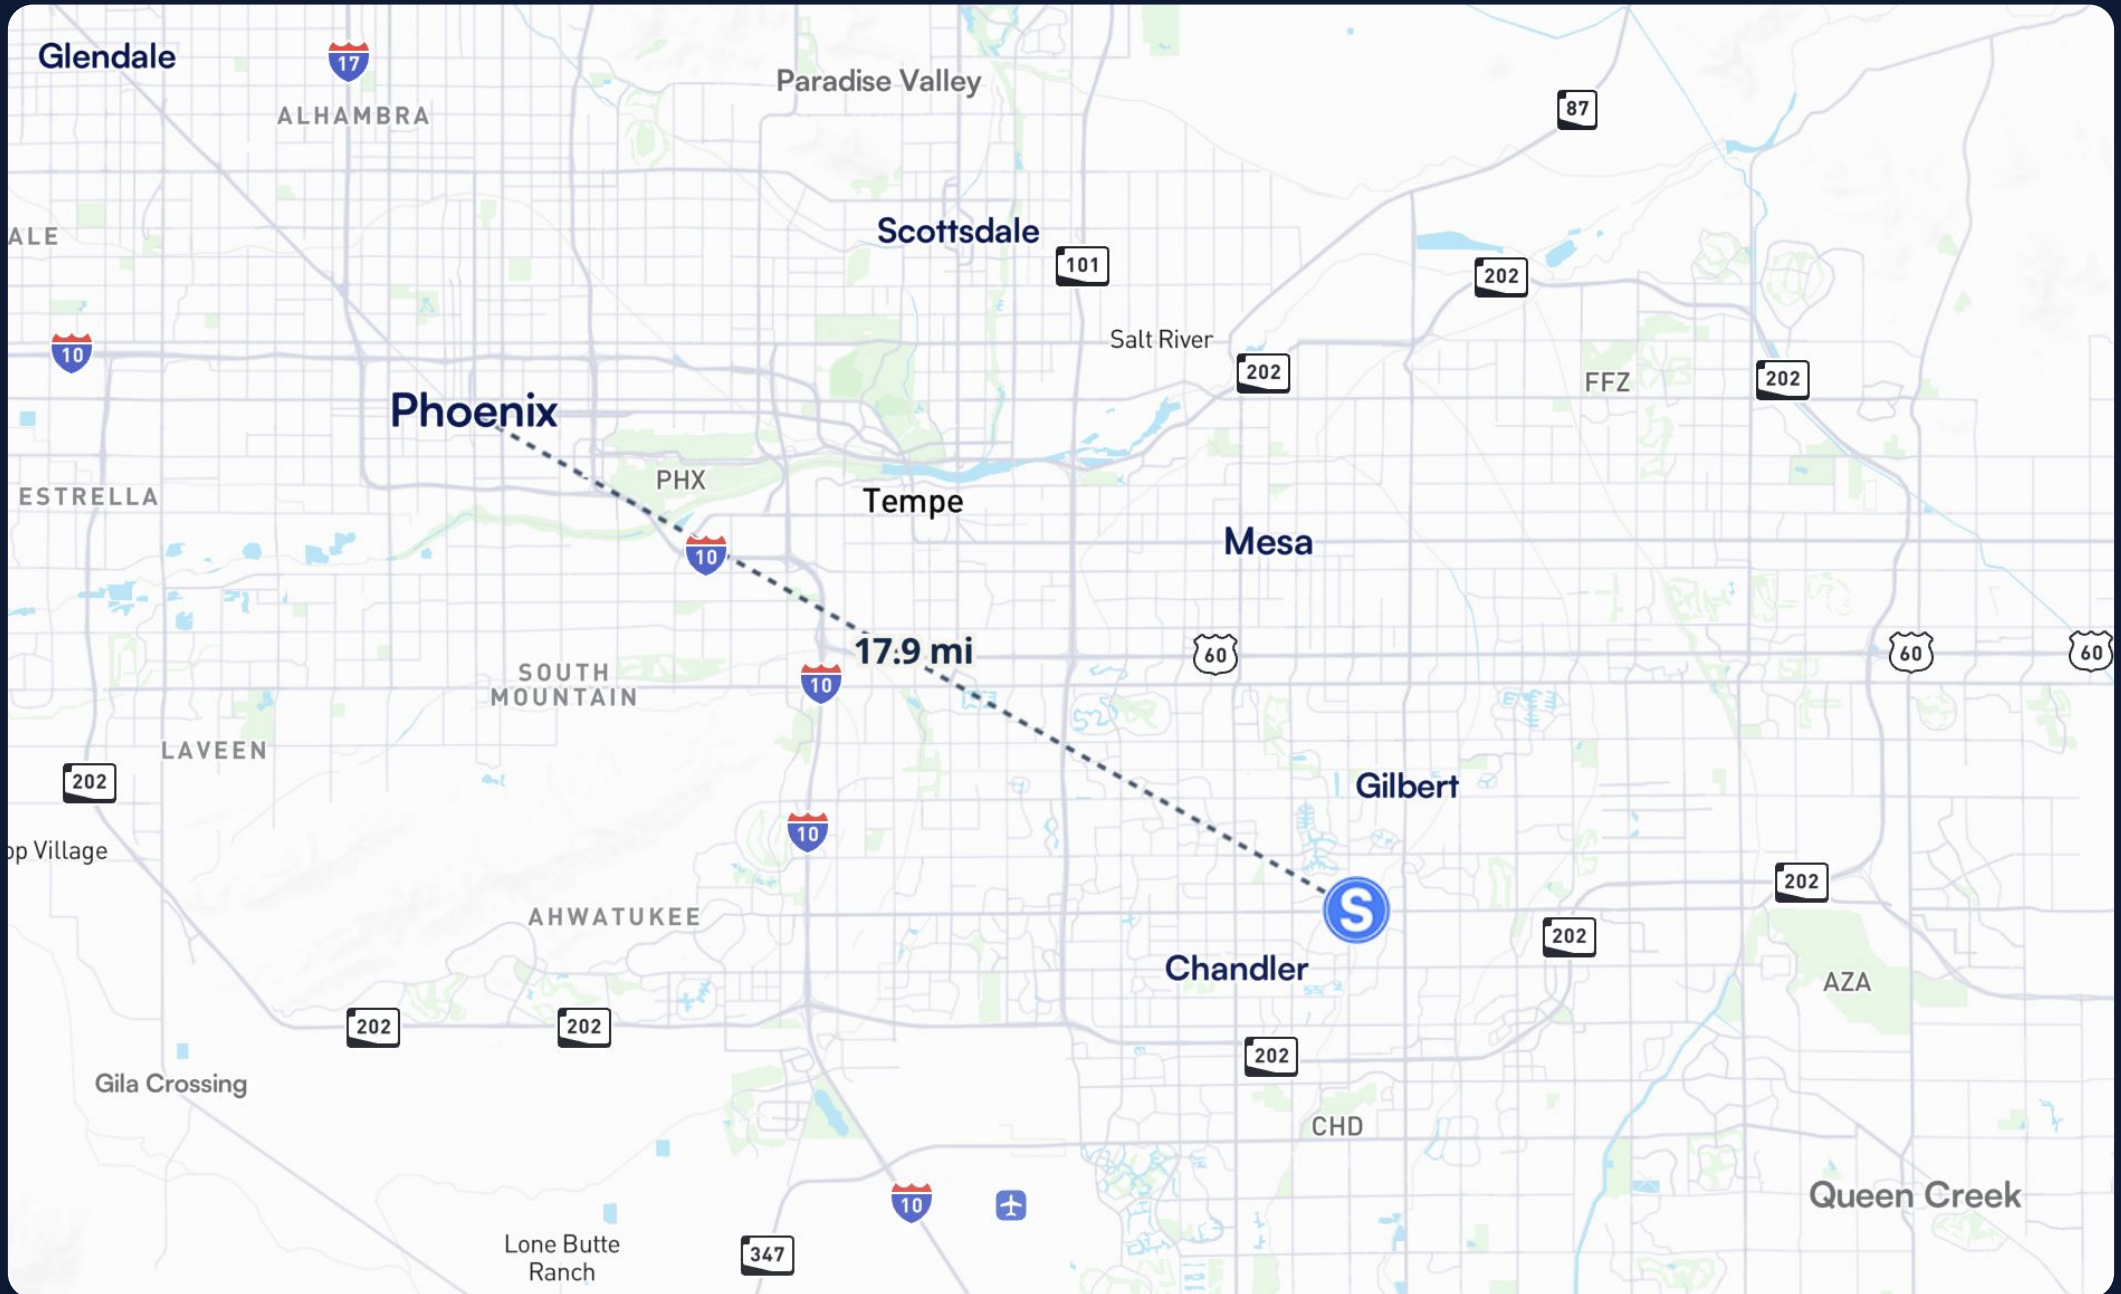 Glendale
17
ALHAMBRA
Paradise Valley
87
ALE
Scottsdale
101
202
Salt River
10
202
FFZ
202
Phoenix
PHX
ESTRELLA
Tempe
10
Mesa
17.9 mi
60
60
60
SOUTH
MOUNTAIN
10
LAVEEN
202
Gilbert
10
op Village
202
S
AHWATUKEE
202
Chandler
AZA
202
202
202
Gila Crossing
CHD
Queen Creek
10
Lone Butte
Ranch
347